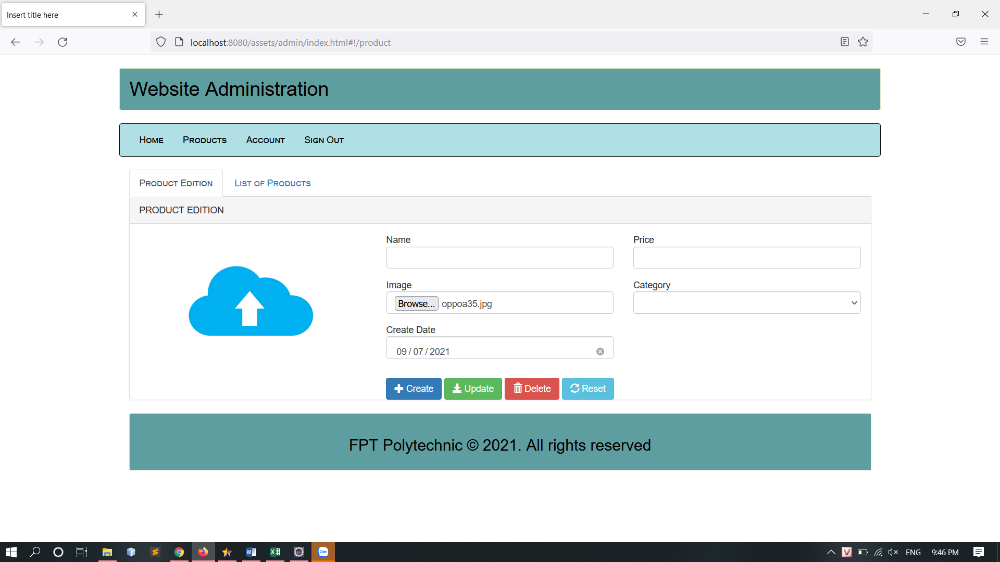 Insert title here
localhost:8080/assets/admin/index.html#!/product
Website Administration
Home Products Account Sign Out
Product Edition List of Products
PRODUCT EDITION
Name Price
Image Category
Browse... oppoa35.jpg
Create Date
09 / 07 / 2021
Create Update Delete Reset
FPT Polytechnic © 2021. All rights reserved
Zalo V ENG 9:46 PM